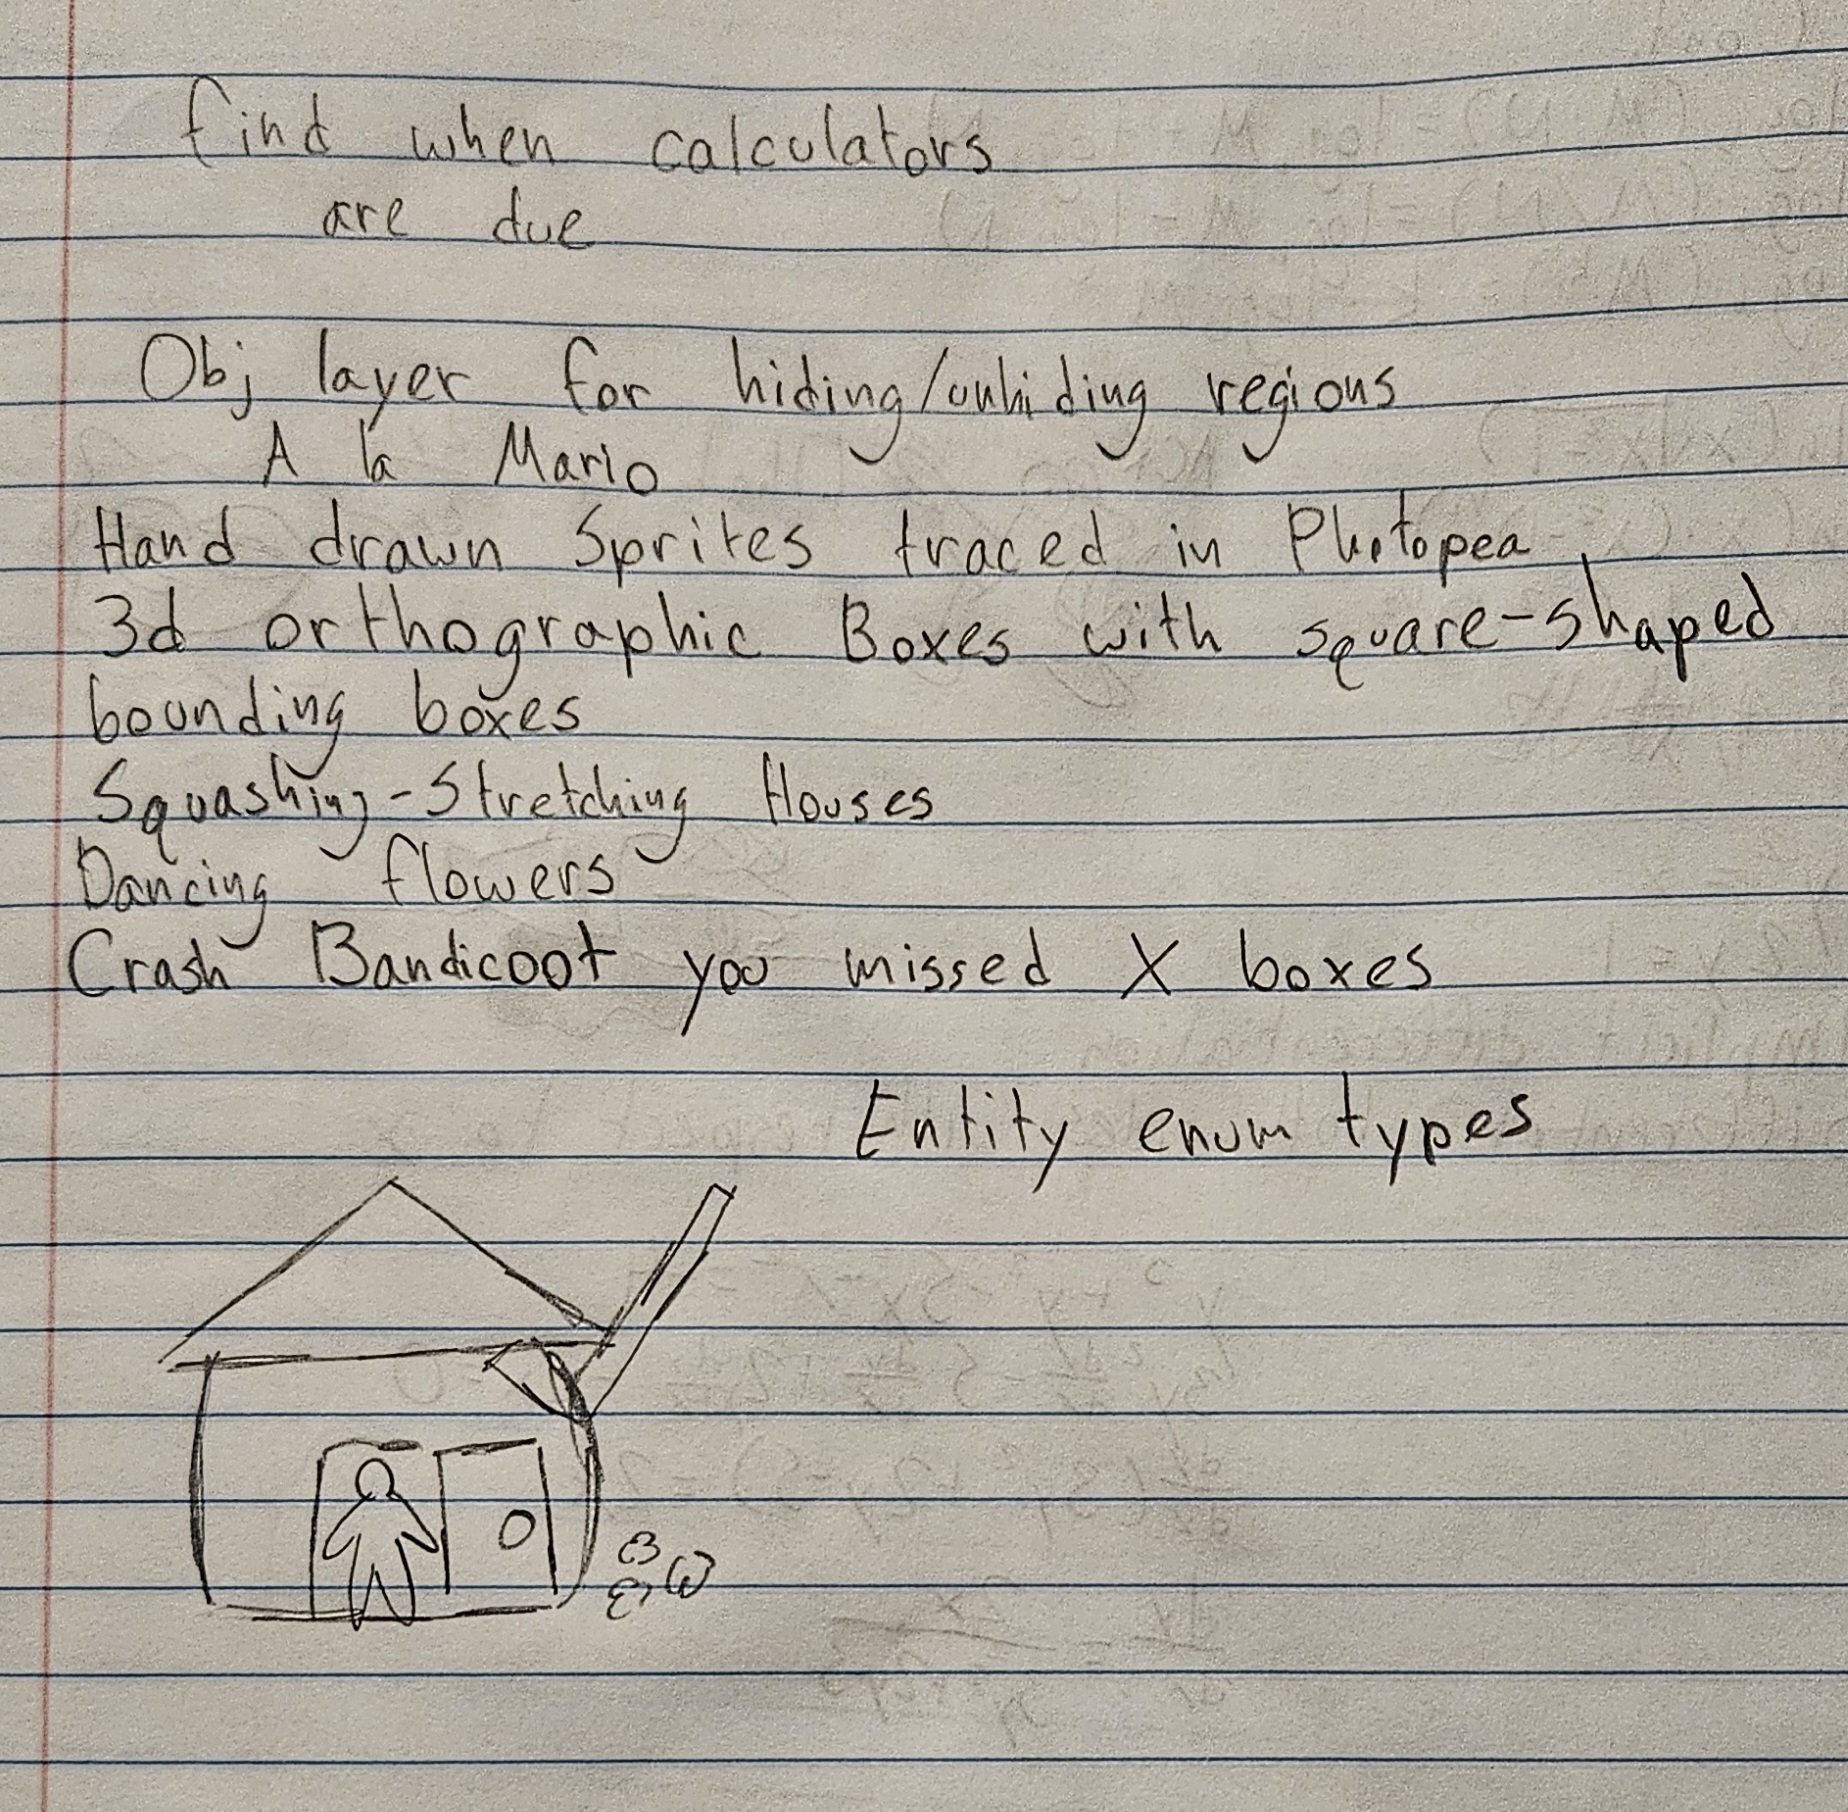 find when calculators
are due
Obj layer for hiding/unhiding regions
A la Mario
Hand drawn Sprites traced in Photopea
3d orthographic Boxes with square-shaped
bounding boxes
Squashing-Stretching Houses
Dancing flowers
Crash Bandicoot you missed X boxes
Entity enum types